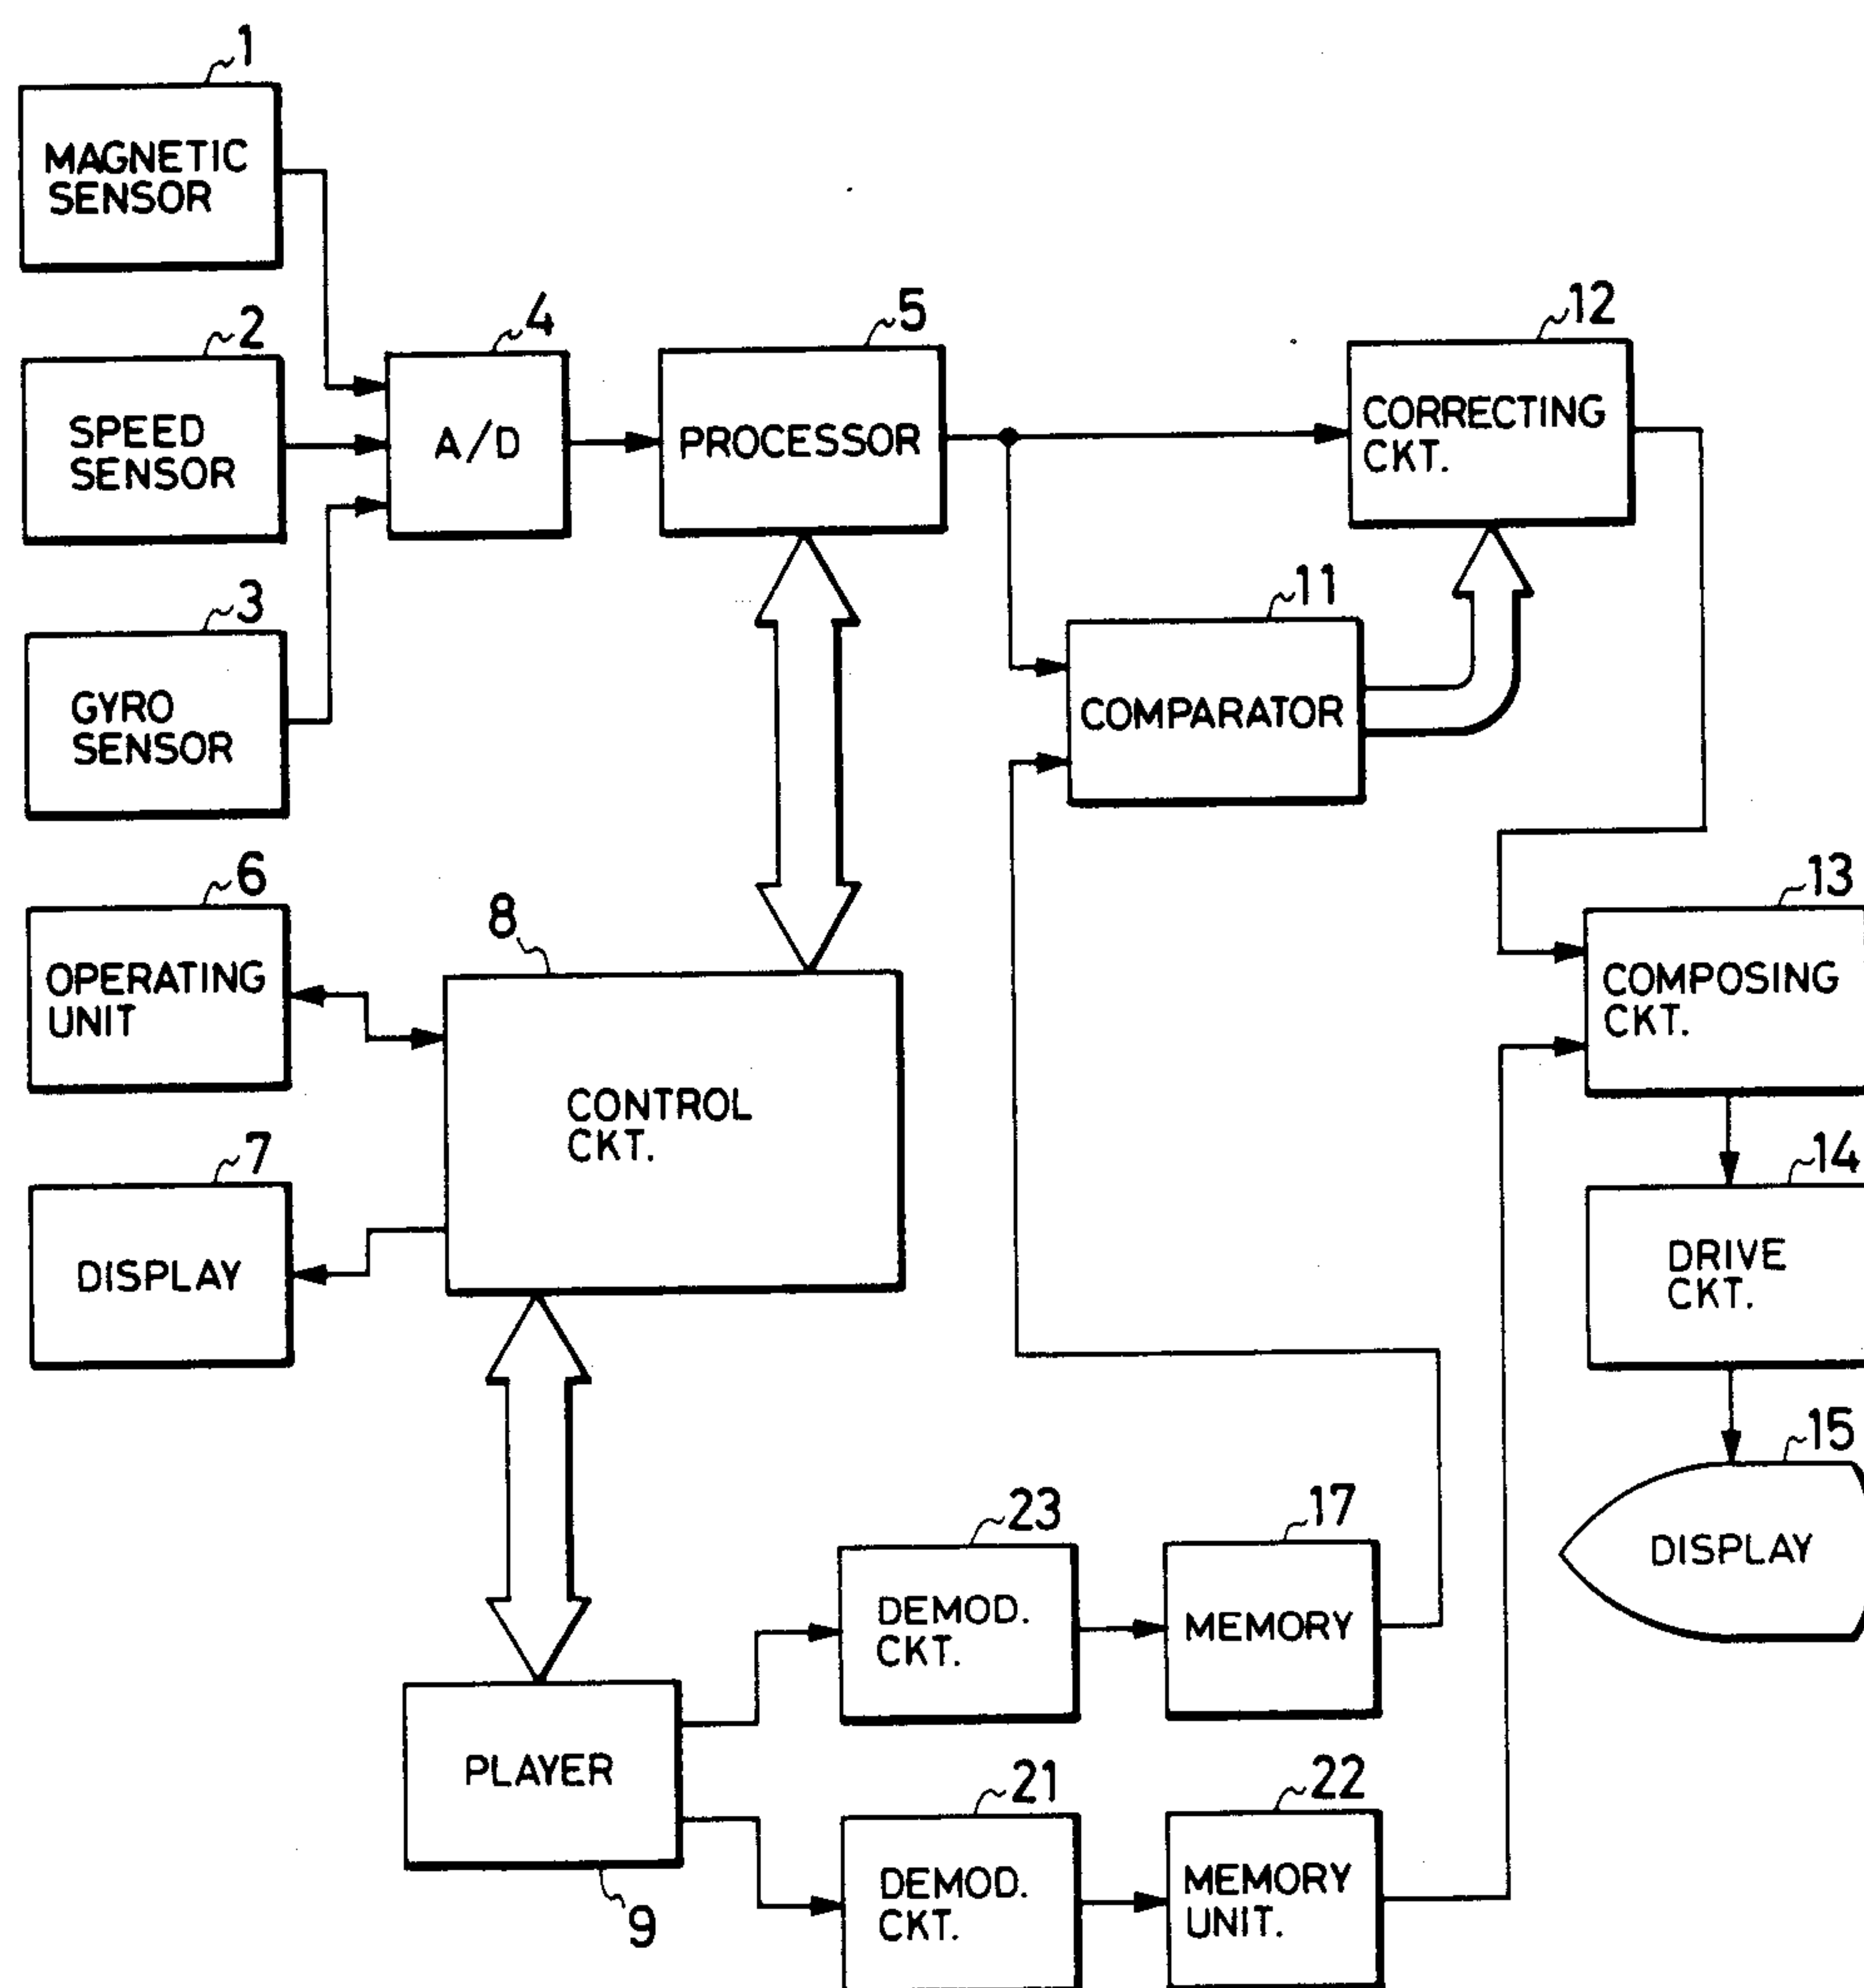 1
MAGNETIC
SENSOR
2
SPEED
SENSOR
3
GYRO
SENSOR
4
A/D
5
PROCESSOR
12
CORRECTING
CKT.
11
COMPARATOR
6
OPERATING
UNIT
7
DISPLAY
8
CONTROL
CKT.
13
COMPOSING
CKT.
14
DRIVE
CKT.
15
DISPLAY
23
DEMOD.
CKT.
17
MEMORY
PLAYER
9
21
DEMOD.
CKT.
22
MEMORY
UNIT.